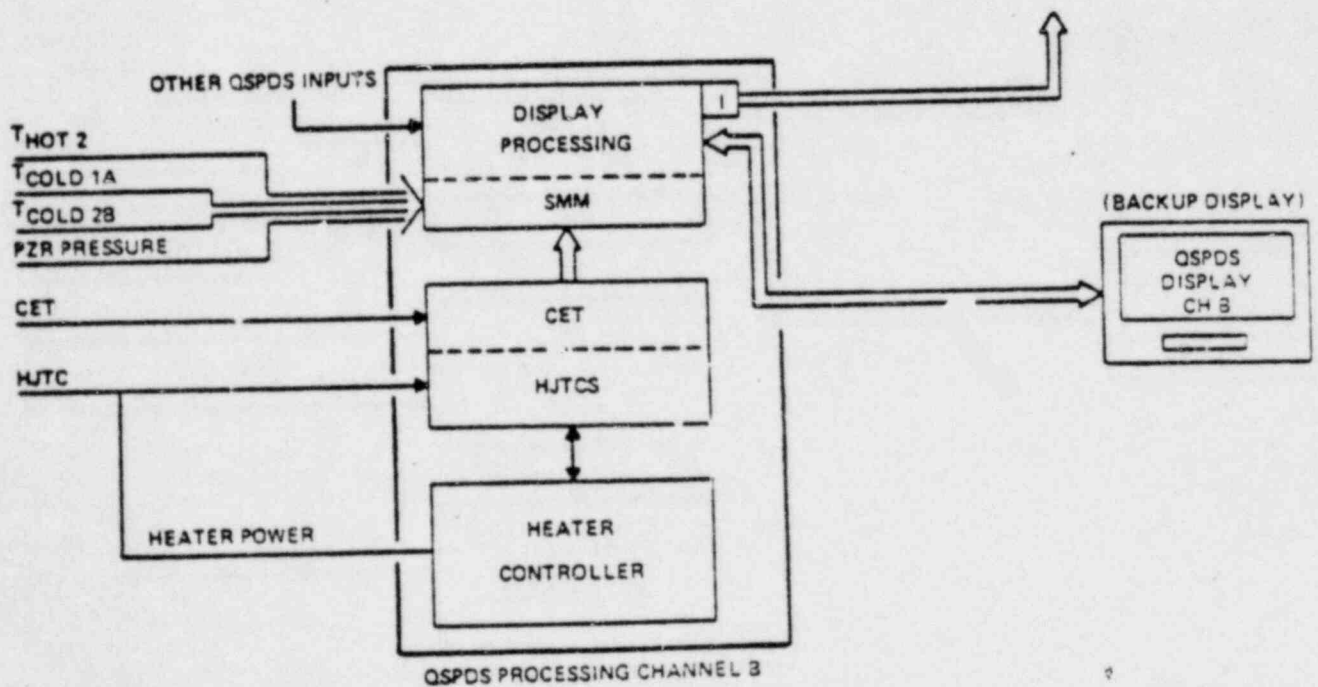 OTHER QSPDS INPUTS
DISPLAY
PROCESSING
I
SMM
T HOT 2
T COLD 1A
T COLD 2B
PZR PRESSURE
(BACKUP DISPLAY)
QSPDS
DISPLAY
CH B
CET
CET
HJTC
HJTCS
HEATER POWER
HEATER
CONTROLLER
QSPDS PROCESSING CHANNEL B